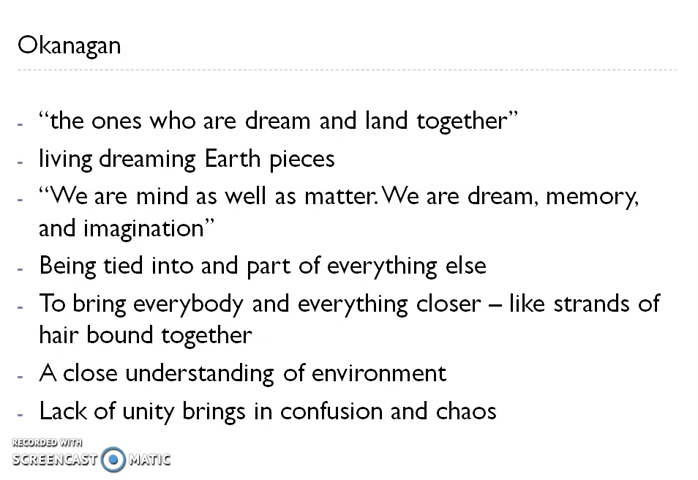 Okanagan
- “the ones who are dream and land together”
- living dreaming Earth pieces
- “We are mind as well as matter. We are dream, memory,
and imagination”
- Being tied into and part of everything else
- To bring everybody and everything closer – like strands of
hair bound together
- A close understanding of environment
- Lack of unity brings in confusion and chaos
RECORDED WITH
SCREENCAST MATIC